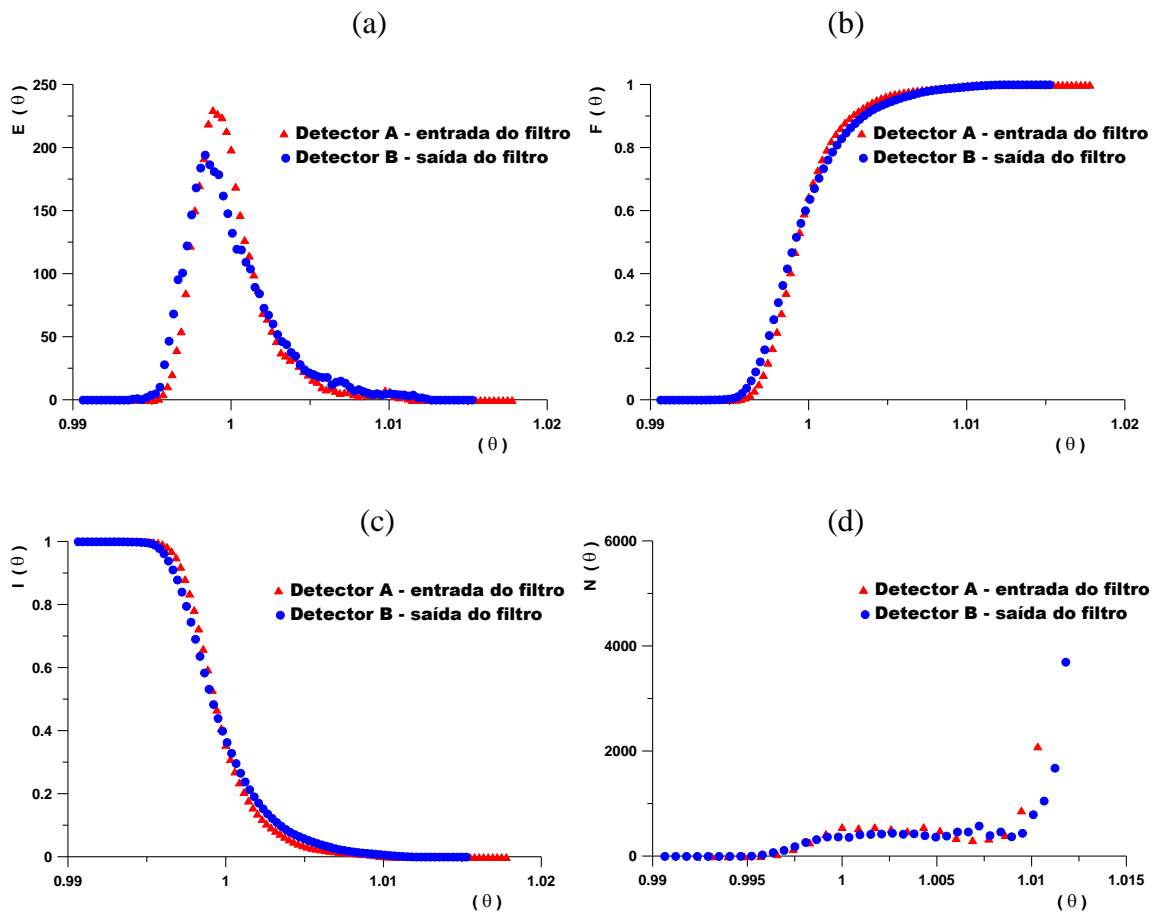 (a)
E (θ)
250
200
150
100
50
0
Detector A - entrada do filtro
Detector B - saída do filtro
0.99
1
1.01
1.02
(θ)
(b)
F (θ)
1
0.8
0.6
0.4
0.2
0
Detector A - entrada do filtro
Detector B - saída do filtro
0.99
1
1.01
1.02
(θ)
(c)
I (θ)
1
0.8
0.6
0.4
0.2
0
Detector A - entrada do filtro
Detector B - saída do filtro
0.99
1
1.01
1.02
(θ)
(d)
N (θ)
6000
4000
2000
0
Detector A - entrada do filtro
Detector B - saída do filtro
0.99
0.995
1
1.005
1.01
1.015
(θ)